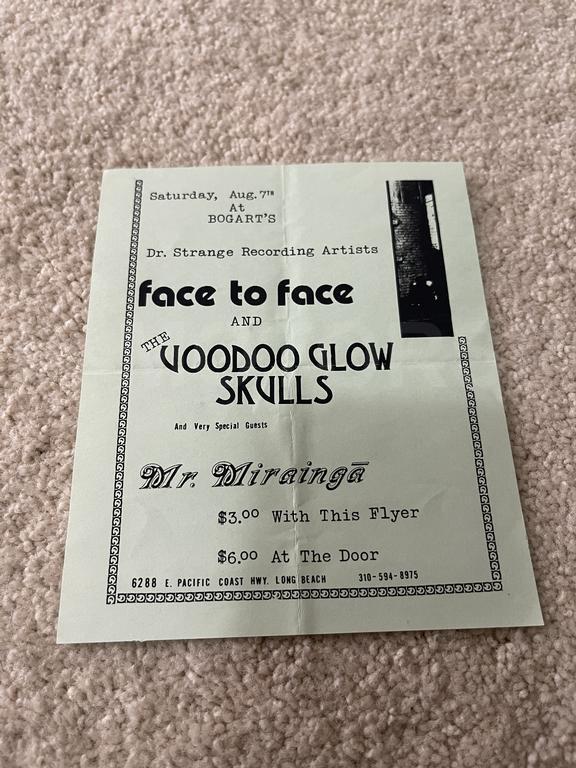 Saturday, Aug. 7TH
At
BOGART'S
Dr. Strange Recording Artists
face to face
AND
THE VOODOO GLOW
SKULLS
And Very Special Guests
Mr. Miraingā
$3.00 With This Flyer
$6.00 At The Door
6288 E. PACIFIC COAST HWY. LONG BEACH 310-594-8975